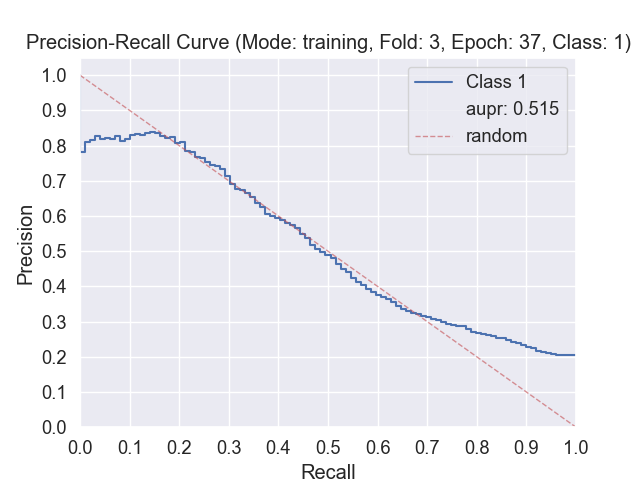 Precision-Recall Curve (Mode: training, Fold: 3, Epoch: 37, Class: 1)
1.0
0.9
0.8
0.7
0.6
0.5
0.4
0.3
0.2
0.1
0.0
Precision
Class 1
aupr: 0.515
random
0.0 0.1 0.2 0.3 0.4 0.5 0.6 0.7 0.8 0.9 1.0
Recall